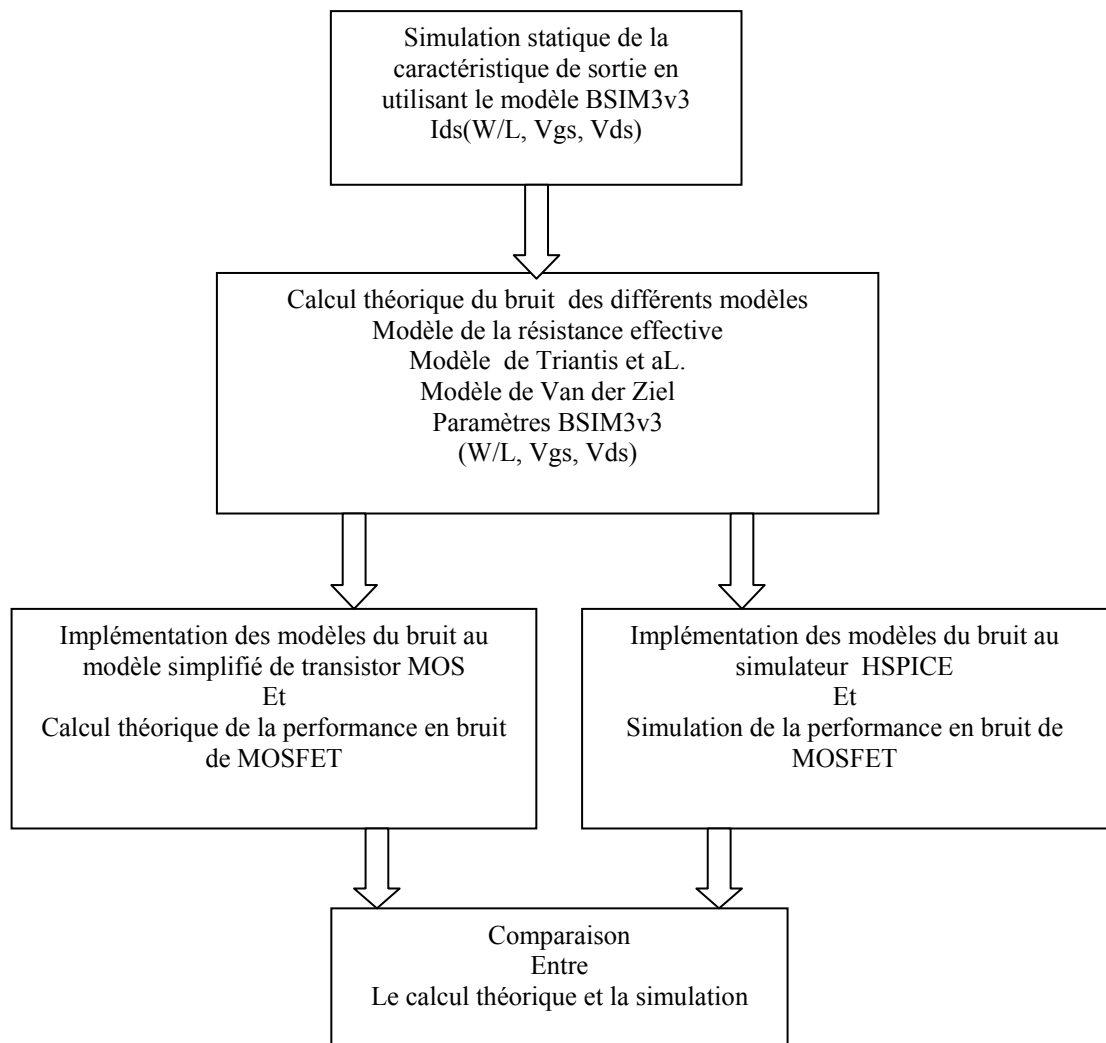 Simulation statique de la
caractéristique de sortie en
utilisant le modèle BSIM3v3
Ids(W/L, Vgs, Vds)
Calcul théorique du bruit des différents modèles
Modèle de la résistance effective
Modèle de Triantis et aL.
Modèle de Van der Ziel
Paramètres BSIM3v3
(W/L, Vgs, Vds)
Implémentation des modèles du bruit au
modèle simplifié de transistor MOS
Et
Calcul théorique de la performance en bruit
de MOSFET
Implémentation des modèles du bruit au
simulateur HSPICE
Et
Simulation de la performance en bruit de
MOSFET
Comparaison
Entre
Le calcul théorique et la simulation